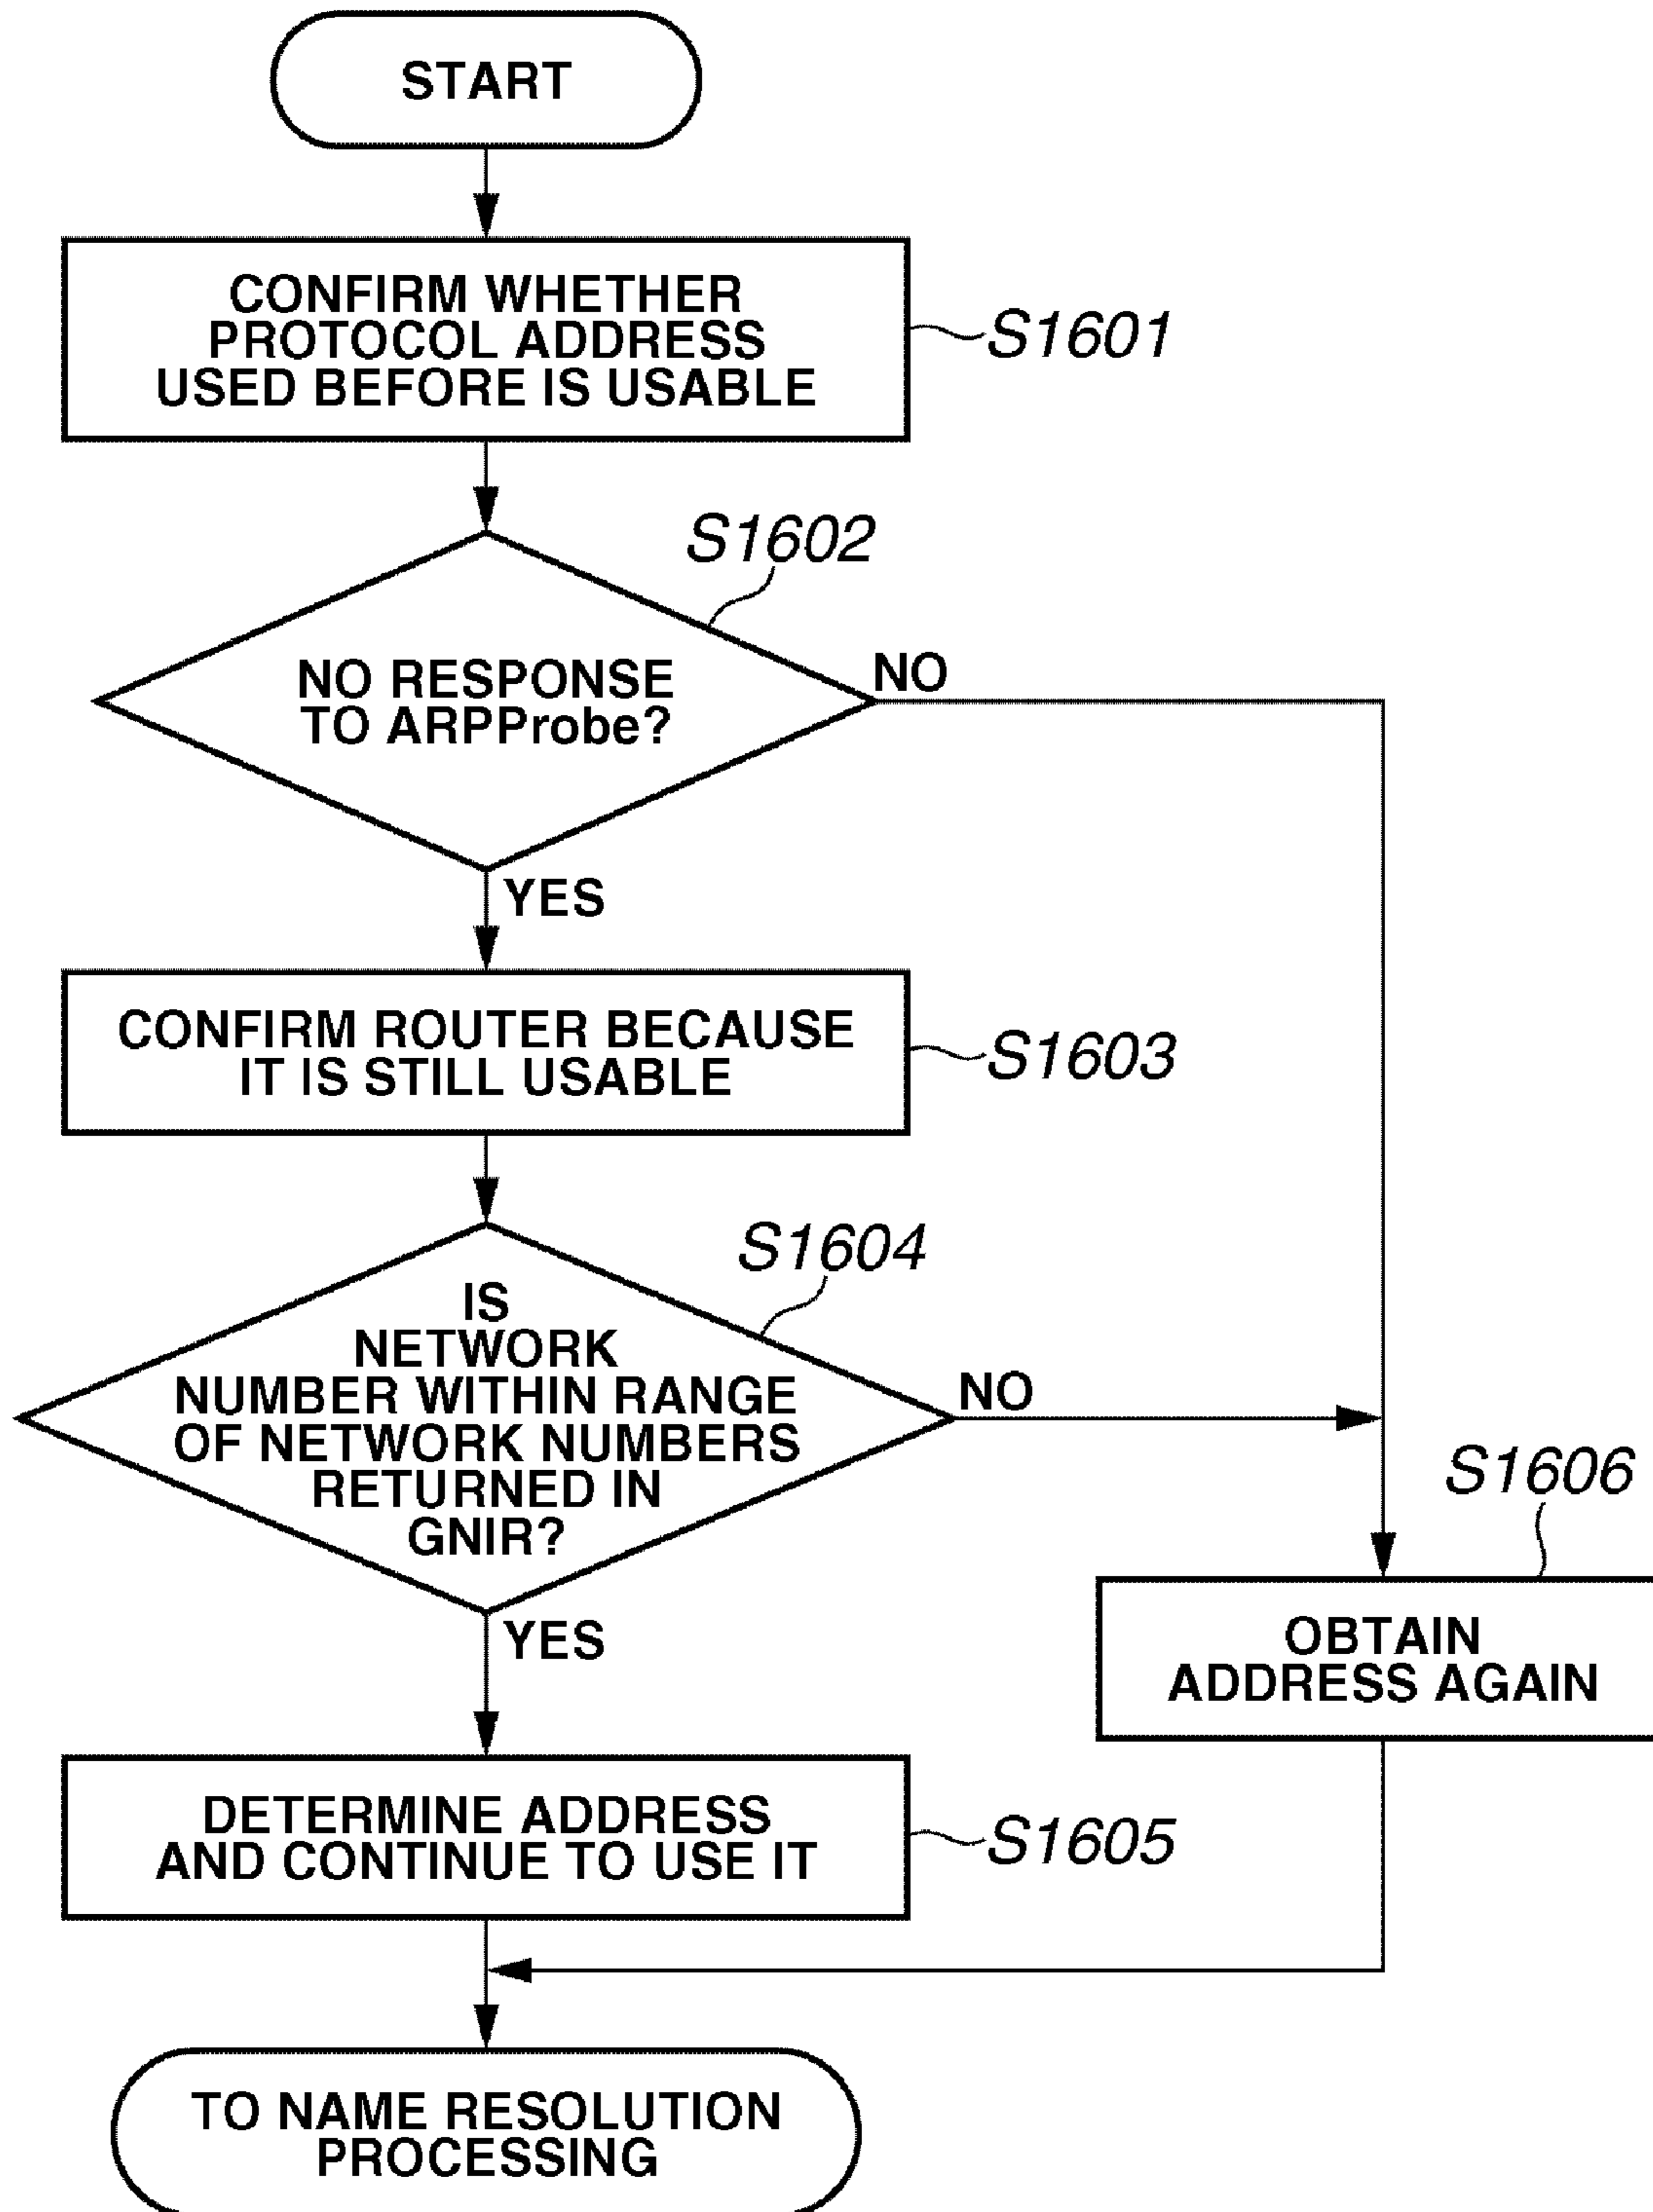 START
CONFIRM WHETHER
PROTOCOL ADDRESS
USED BEFORE IS USABLE
S1601
S1602
NO RESPONSE
TO ARPProbe?
NO
YES
CONFIRM ROUTER BECAUSE
IT IS STILL USABLE
S1603
S1604
IS
NETWORK
NUMBER WITHIN RANGE
OF NETWORK NUMBERS
RETURNED IN
GNIR?
NO
YES
S1606
OBTAIN
ADDRESS AGAIN
DETERMINE ADDRESS
AND CONTINUE TO USE IT
S1605
TO NAME RESOLUTION
PROCESSING